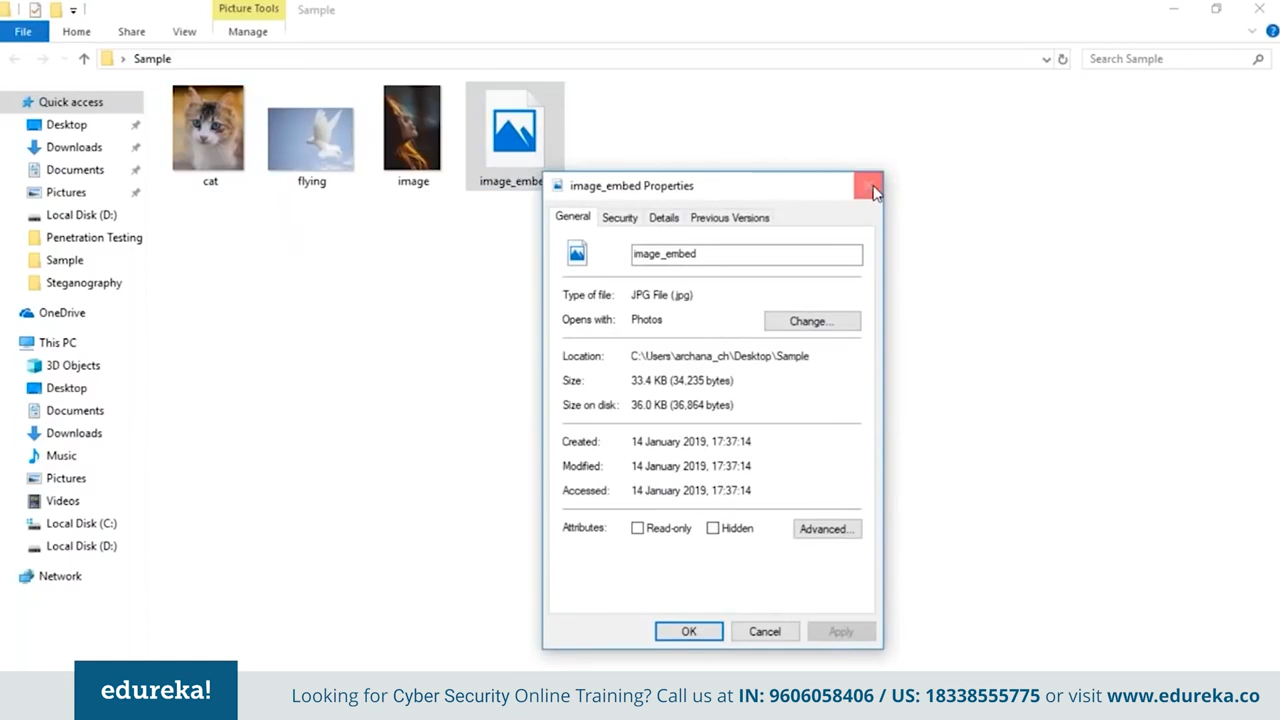 Picture Tools
Sample
File
Home
Share
View
Manage
Sample
Search Sample
Quick access
Desktop
Downloads
Documents
Pictures
Local Disk (D:)
Penetration Testing
Sample
Steganography
OneDrive
This PC
3D Objects
Desktop
Documents
Downloads
Music
Pictures
Videos
Local Disk (C:)
Local Disk (D:)
Network
cat
flying
image
image_embe
image_embed Properties
General
Security
Details
Previous Versions
image_embed
Type of file: JPG File (.jpg)
Opens with: Photos
Change...
Location: C:\Users\archana_ch\Desktop\Sample
Size: 33.4 KB (34,235 bytes)
Size on disk: 36.0 KB (36,864 bytes)
Created: 14 January 2019, 17:37:14
Modified: 14 January 2019, 17:37:14
Accessed: 14 January 2019, 17:37:14
Attributes: Read-only Hidden
Advanced...
OK
Cancel
Apply
edureka!
Looking for Cyber Security Online Training? Call us at IN: 9606058406 / US: 18338555775 or visit www.edureka.co